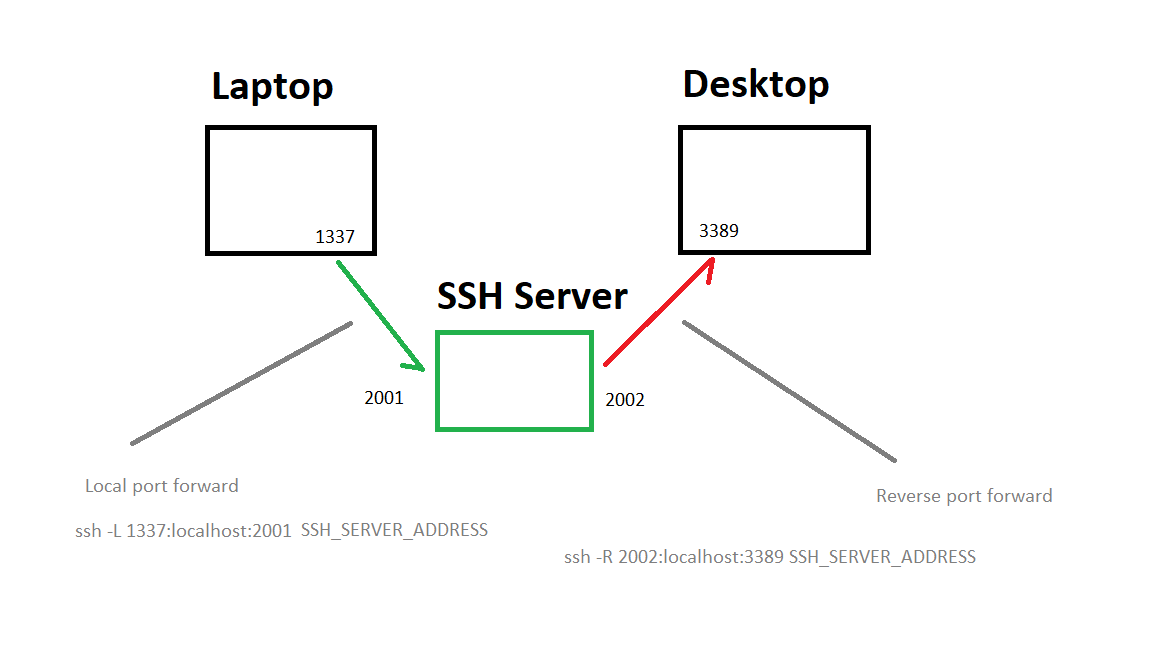 Laptop
Desktop
1337
3389
SSH Server
2001
2002
Local port forward
Reverse port forward
ssh -L 1337:localhost:2001 SSH_SERVER_ADDRESS
ssh -R 2002:localhost:3389 SSH_SERVER_ADDRESS